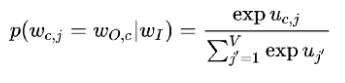 p(w_{c,j} = w_{O,c}|w_I) = \frac{\exp u_{c,j}}{\sum_{j'=1}^{V} \exp u_{j'}}